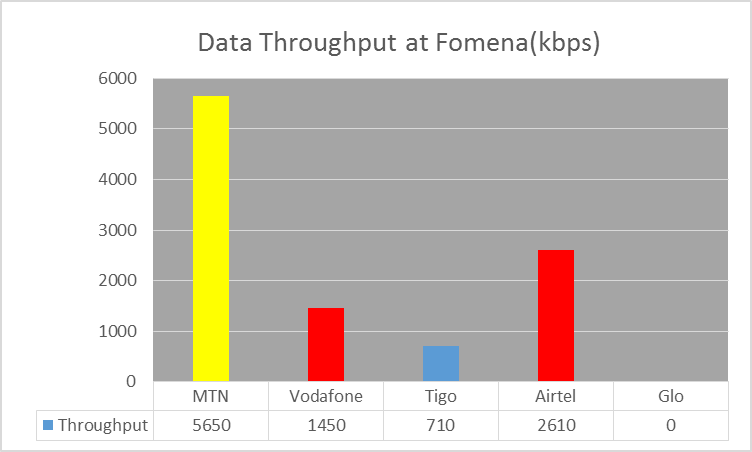 Data Throughput at Fomena(kbps)
6000
5000
4000
3000
2000
1000
0
MTN Vodafone Tigo Airtel Glo
Throughput 5650 1450 710 2610 0